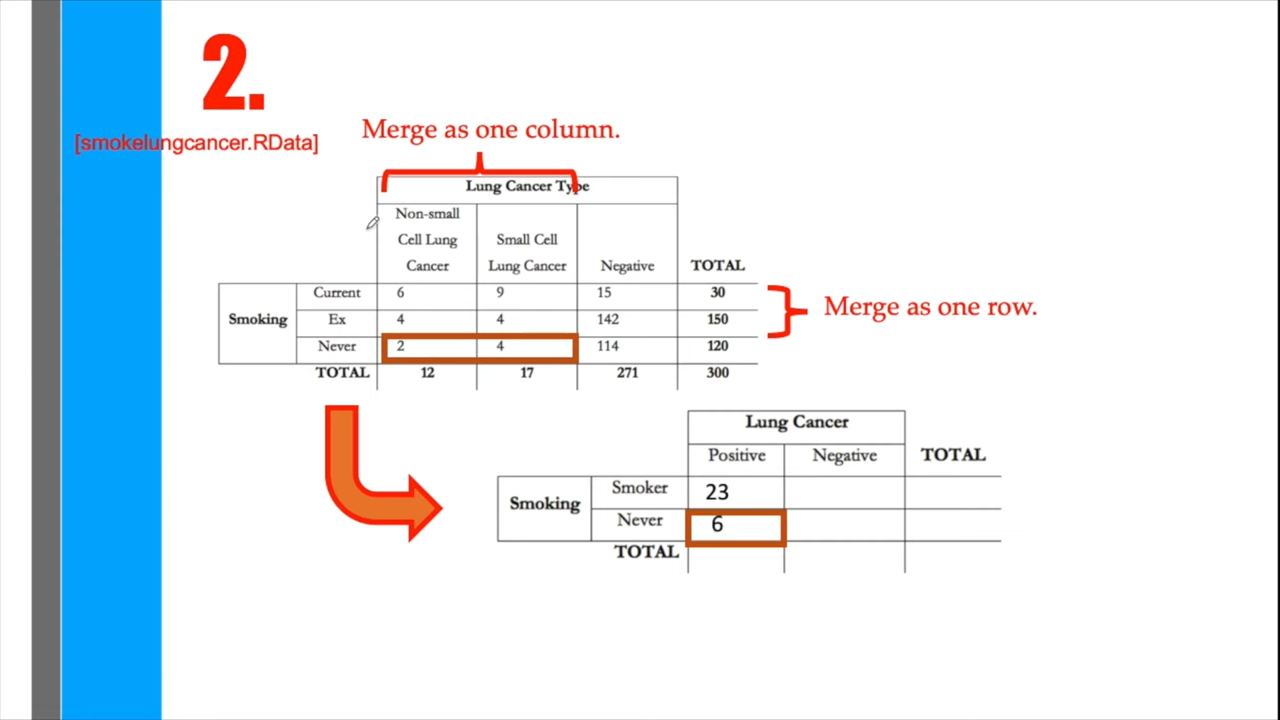 2.
[smokelungcancer.RData]
Merge as one column.
Lung Cancer Type
Non-small
Cell Lung
Cancer
Small Cell
Lung Cancer
Negative
TOTAL
Smoking
Current 6 9 15 30
Ex 4 4 142 150
Never 2 4 114 120
TOTAL 12 17 271 300
Merge as one row.
Lung Cancer
Positive Negative TOTAL
Smoking
Smoker 23
Never 6
TOTAL